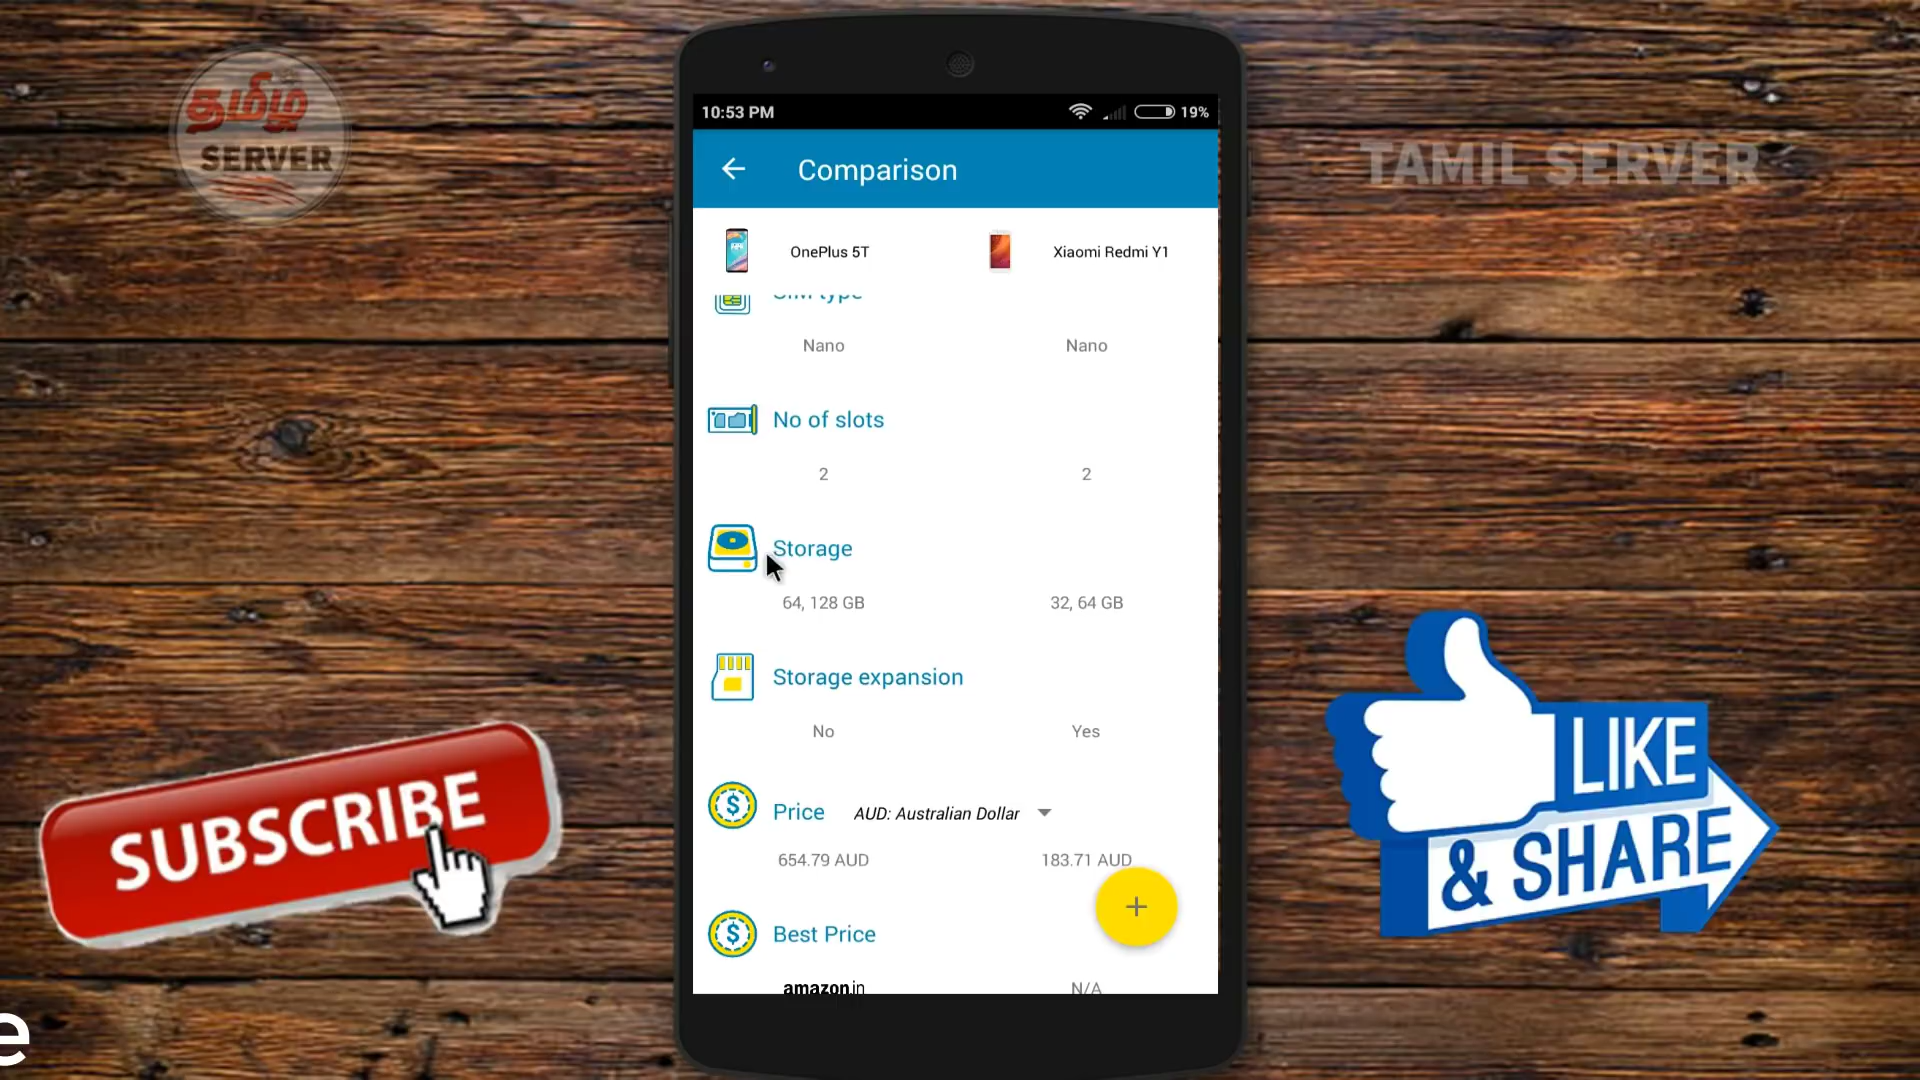 தமிழ்
SERVER
TAMIL SERVER
10:53 PM
19%
Comparison
OnePlus 5T
Xiaomi Redmi Y1
SIM type
Nano
Nano
No of slots
2
2
Storage
64, 128 GB
32, 64 GB
Storage expansion
No
Yes
Price
AUD: Australian Dollar
654.79 AUD
183.71 AUD
+
Best Price
amazon.in
N/A
SUBSCRIBE
LIKE
& SHARE
e